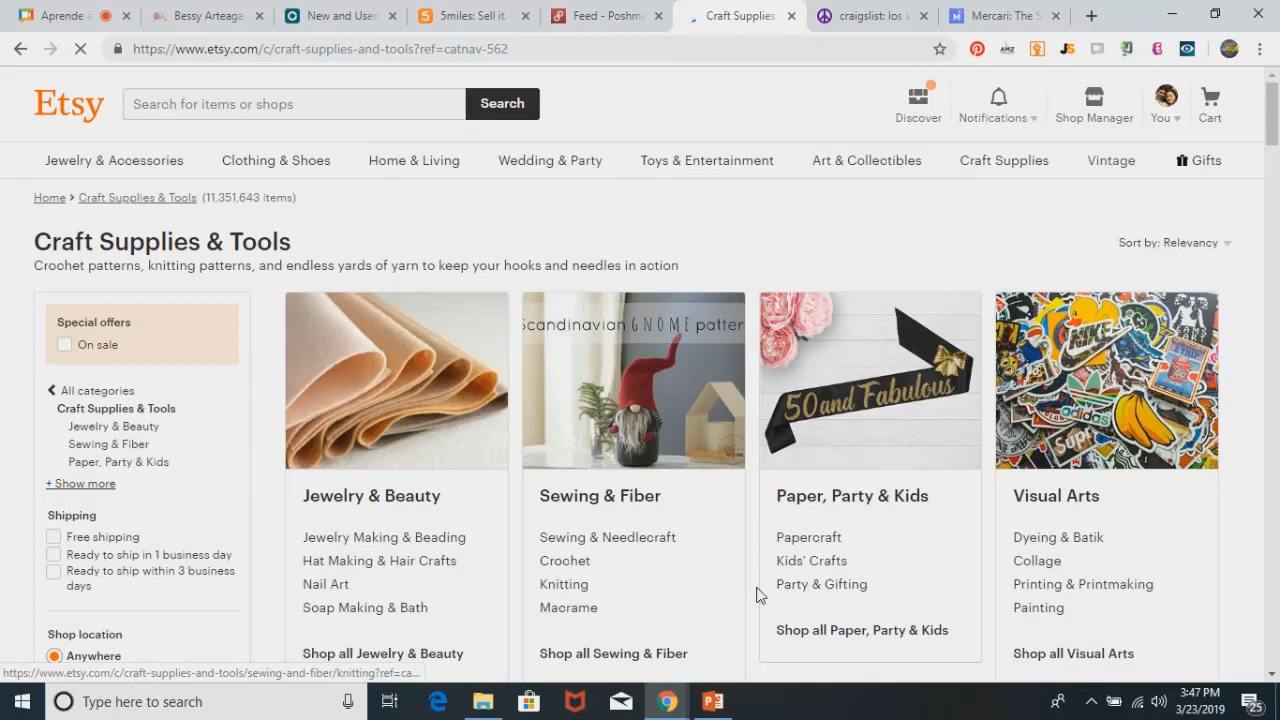 Aprende a
Bessy Arteaga
New and Used
5miles: Sell it.
Feed - Poshma
Craft Supplies
craigslist: los a
Mercari: The S
https://www.etsy.com/c/craft-supplies-and-tools?ref=catnav-562
Etsy
Search for items or shops
Search
Discover
Notifications
Shop Manager
You
Cart
Jewelry & Accessories
Clothing & Shoes
Home & Living
Wedding & Party
Toys & Entertainment
Art & Collectibles
Craft Supplies
Vintage
Gifts
Home
Craft Supplies & Tools
(11,351,643 items)
Craft Supplies & Tools
Sort by: Relevancy
Crochet patterns, knitting patterns, and endless yards of yarn to keep your hooks and needles in action
Special offers
On sale
All categories
Craft Supplies & Tools
Jewelry & Beauty
Sewing & Fiber
Paper, Party & Kids
+ Show more
Shipping
Free shipping
Ready to ship in 1 business day
Ready to ship within 3 business
days
Shop location
Anywhere
Scandinavian GNOME patter
50 and Fabulous
NIKE
adidas
Jewelry & Beauty
Jewelry Making & Beading
Hat Making & Hair Crafts
Nail Art
Soap Making & Bath
Shop all Jewelry & Beauty
Sewing & Fiber
Sewing & Needlecraft
Crochet
Knitting
Macrame
Shop all Sewing & Fiber
Paper, Party & Kids
Papercraft
Kids' Crafts
Party & Gifting
Shop all Paper, Party & Kids
Visual Arts
Dyeing & Batik
Collage
Printing & Printmaking
Painting
Shop all Visual Arts
https://www.etsy.com/c/craft-supplies-and-tools/sewing-and-fiber/knitting?ref=ca...
Type here to search
3:47 PM
3/23/2019
25